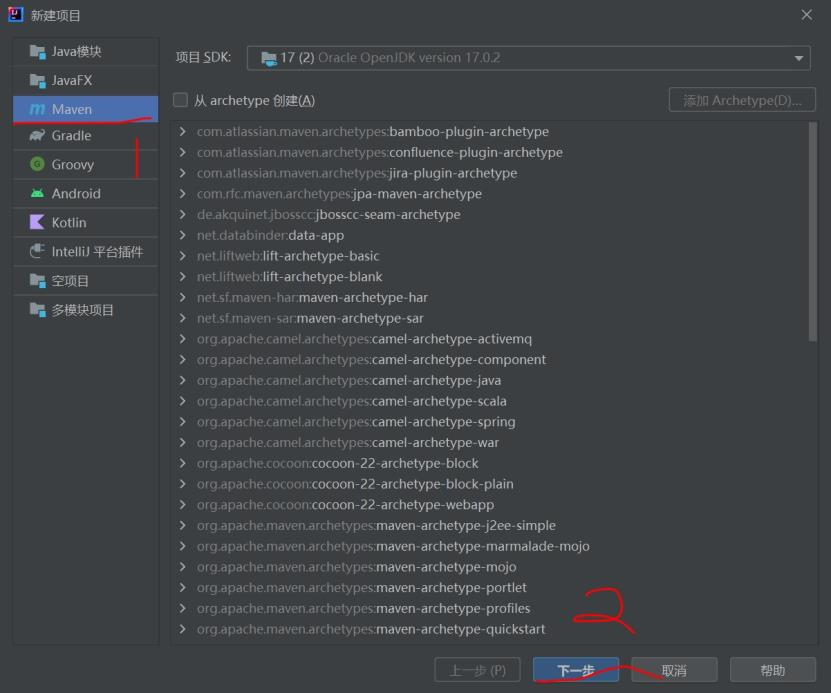 新建项目
Java模块
JavaFX
Maven
Gradle
Groovy
Android
Kotlin
IntelliJ 平台插件
空项目
多模块项目
项目 SDK:
17 (2) Oracle OpenJDK version 17.0.2
从 archetype 创建(A)
添加 Archetype(D)...
com.atlassian.maven.archetypes:bamboo-plugin-archetype
com.atlassian.maven.archetypes:confluence-plugin-archetype
com.atlassian.maven.archetypes:jira-plugin-archetype
com.rfc.maven.archetypes:jpa-maven-archetype
de.akquinet.jbosscc:jbosscc-seam-archetype
net.databinder:data-app
net.liftweb:lift-archetype-basic
net.liftweb:lift-archetype-blank
net.sf.maven-har:maven-archetype-har
net.sf.maven-sar:maven-archetype-sar
org.apache.camel.archetypes:camel-archetype-activemq
org.apache.camel.archetypes:camel-archetype-component
org.apache.camel.archetypes:camel-archetype-java
org.apache.camel.archetypes:camel-archetype-scala
org.apache.camel.archetypes:camel-archetype-spring
org.apache.camel.archetypes:camel-archetype-war
org.apache.cocoon:cocoon-22-archetype-block
org.apache.cocoon:cocoon-22-archetype-block-plain
org.apache.cocoon:cocoon-22-archetype-webapp
org.apache.maven.archetypes:maven-archetype-j2ee-simple
org.apache.maven.archetypes:maven-archetype-marmalade-mojo
org.apache.maven.archetypes:maven-archetype-mojo
org.apache.maven.archetypes:maven-archetype-portlet
org.apache.maven.archetypes:maven-archetype-profiles
org.apache.maven.archetypes:maven-archetype-quickstart
1
2
上一步 (P)
下一步
取消
帮助